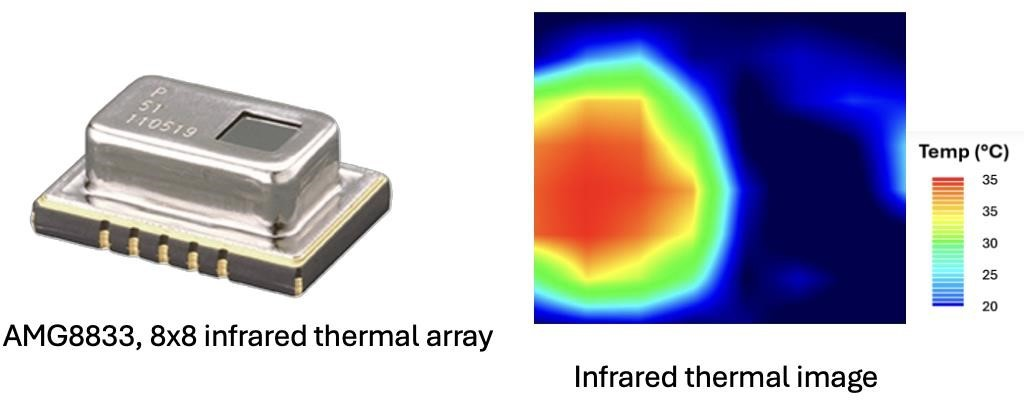 P
51
110519
AMG8833, 8x8 infrared thermal array
Infrared thermal image
Temp (°C)
35
35
30
25
20